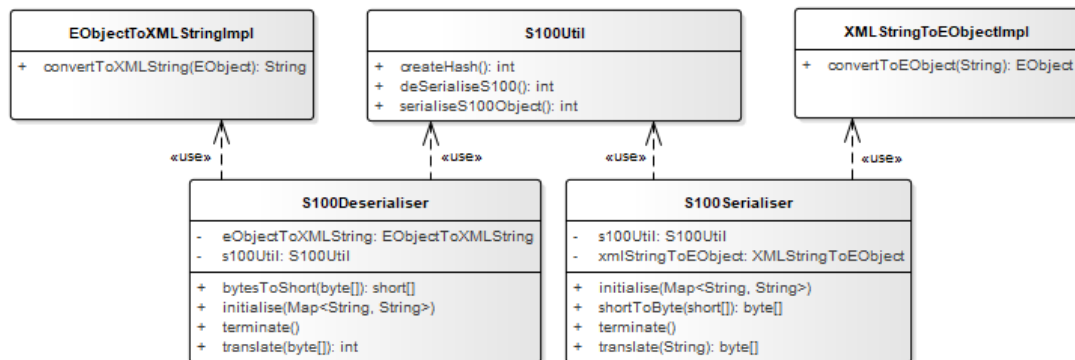 EObjectToXMLStringImpl
+ convertToXMLString(EObject): String
S100Util
+ createHash(): int
+ deSerialiseS100(): int
+ serialiseS100Object(): int
XMLStringToEObjectImpl
+ convertToEObject(String): EObject
«use»
«use»
«use»
«use»
S100Deserialiser
- eObjectToXMLString: EObjectToXMLString
- s100Util: S100Util
+ bytesToShort(byte[]): short[]
+ initialise(Map<String, String>)
+ terminate()
+ translate(byte[]): int
S100Serialiser
- s100Util: S100Util
- xmlStringToEObject: XMLStringToEObject
+ initialise(Map<String, String>)
+ shortToByte(short[]): byte[]
+ terminate()
+ translate(String): byte[]